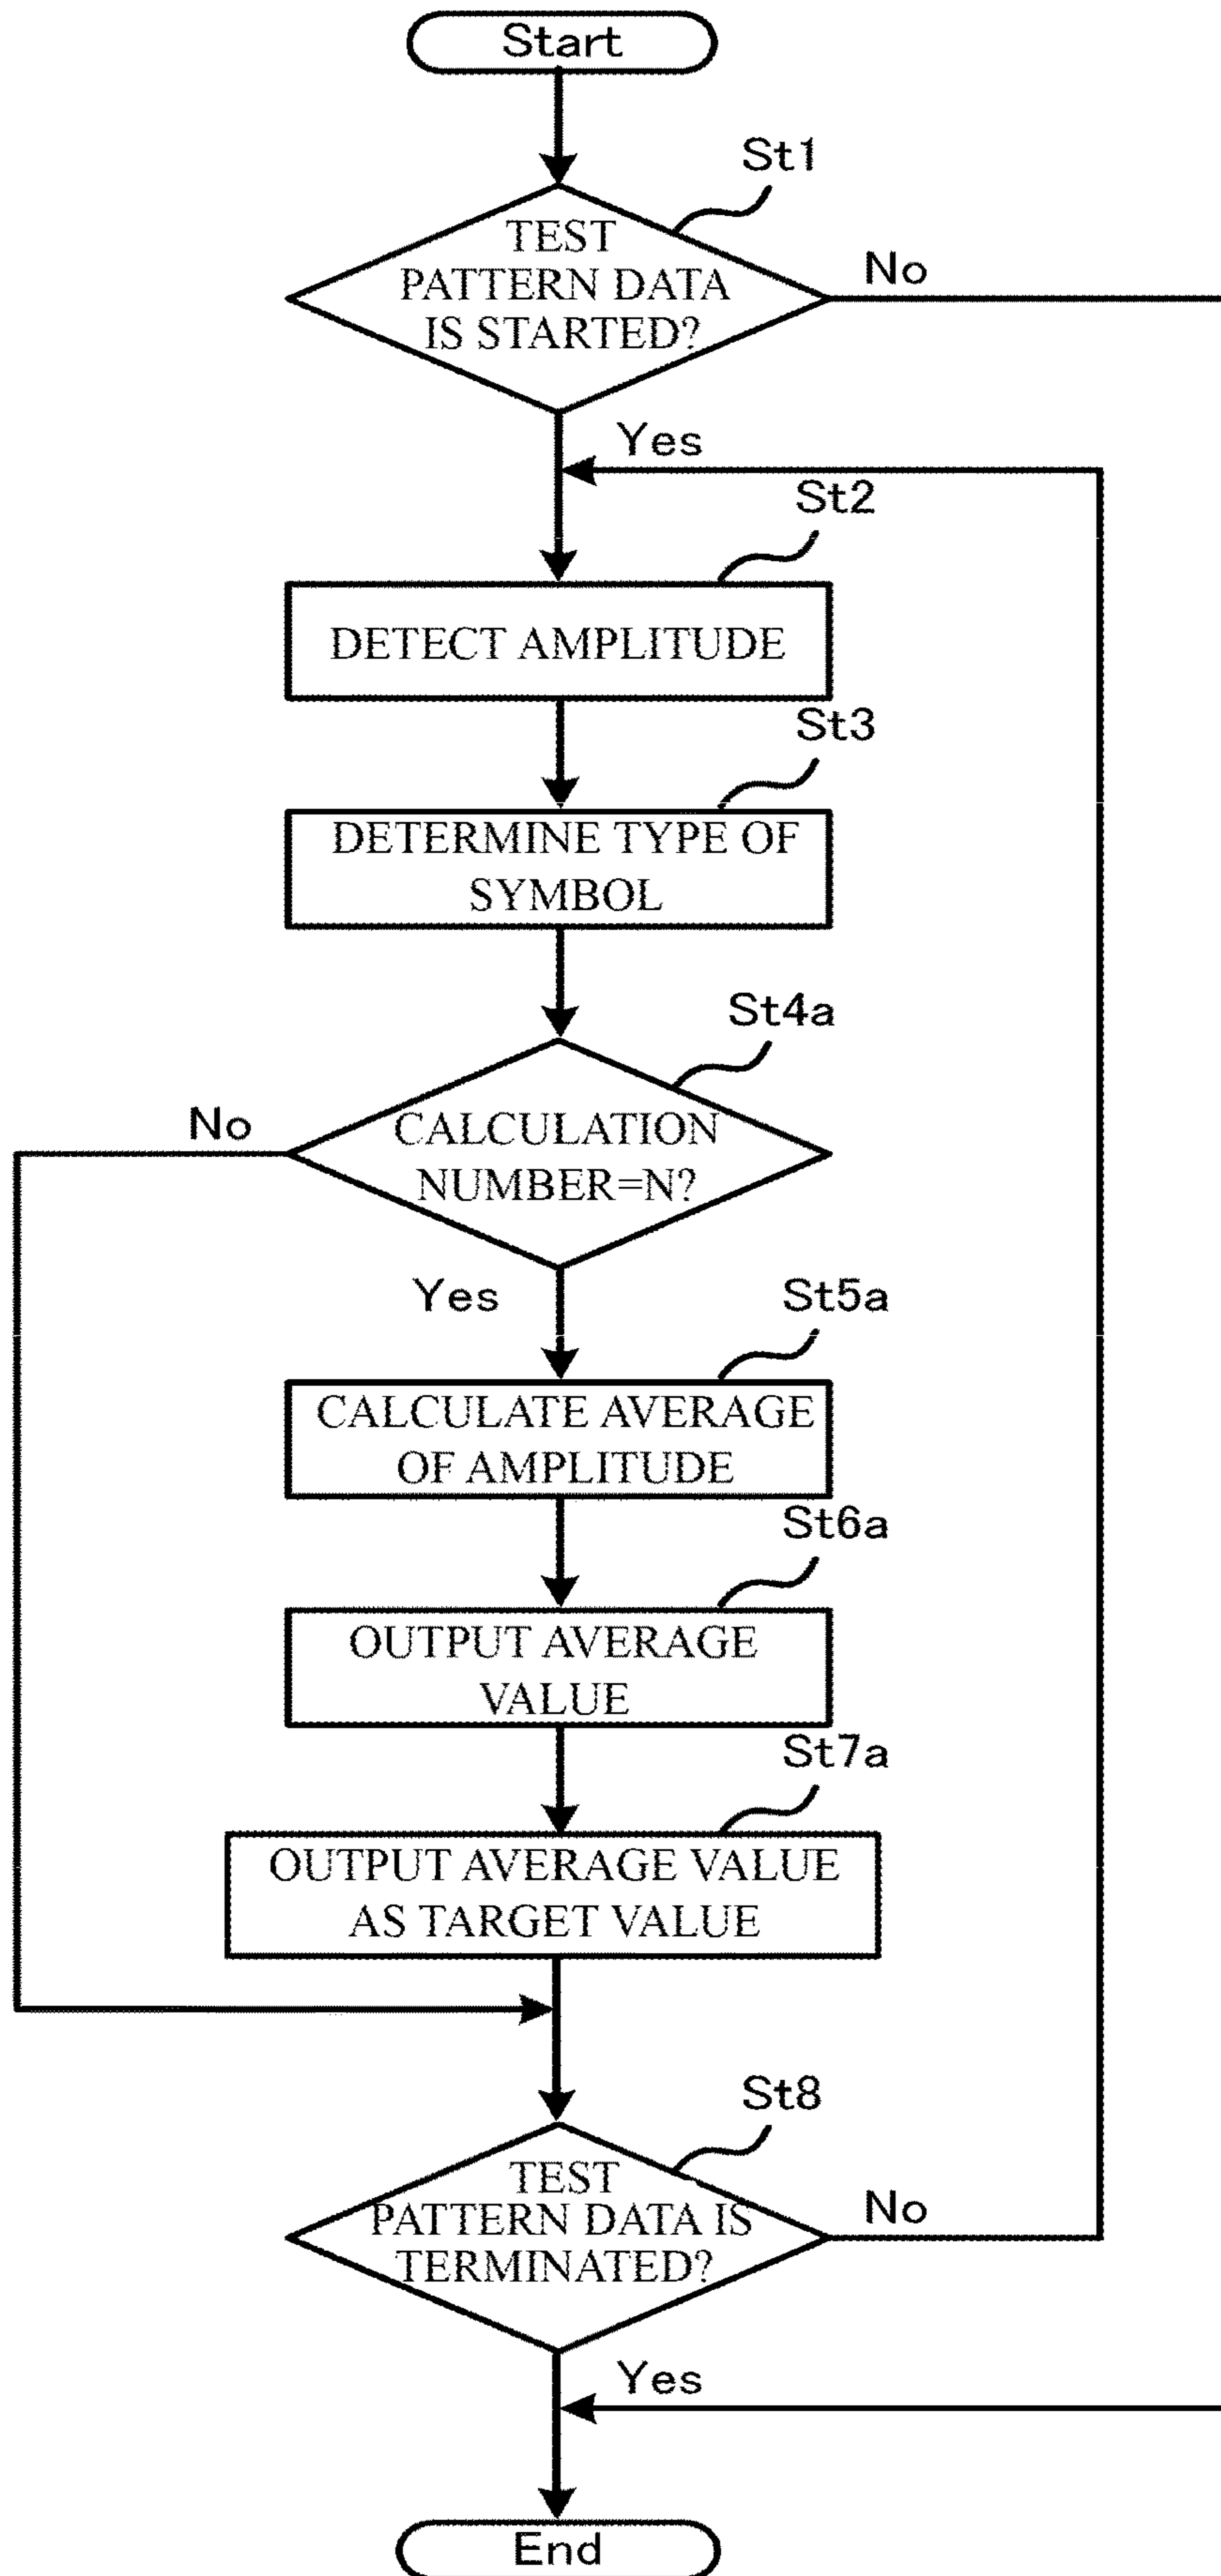 Start
St1
TEST
PATTERN DATA
IS STARTED?
No
Yes
St2
DETECT AMPLITUDE
St3
DETERMINE TYPE OF
SYMBOL
St4a
No
CALCULATION
NUMBER=N?
Yes
St5a
CALCULATE AVERAGE
OF AMPLITUDE
St6a
OUTPUT AVERAGE
VALUE
St7a
OUTPUT AVERAGE VALUE
AS TARGET VALUE
St8
TEST
PATTERN DATA IS
TERMINATED?
No
Yes
End